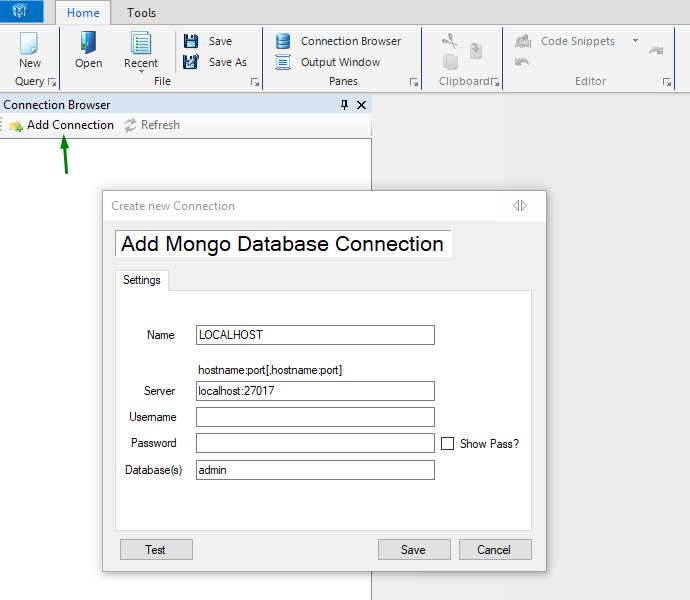 Home Tools
New Open Recent Save Connection Browser Code Snippets
Save As Output Window
Query File Panes Clipboard Editor
Connection Browser
Add Connection Refresh
Create new Connection
Add Mongo Database Connection
Settings
Name LOCALHOST
hostname:port[,hostname:port]
Server localhost:27017
Username
Password Show Pass?
Database(s) admin
Test Save Cancel